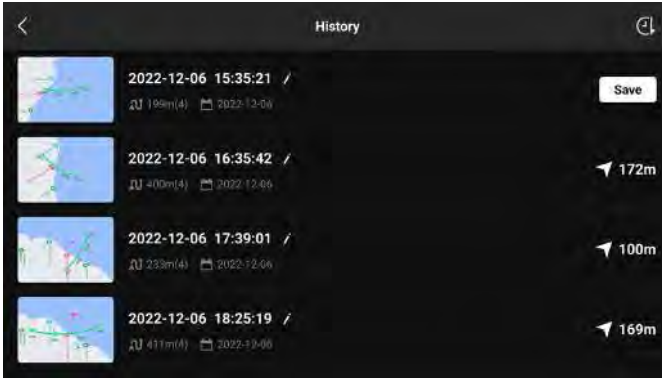 History
2022-12-06 15:35:21
199m(4) 2022-12-06
Save
2022-12-06 16:35:42
400m(4) 2022-12-06
172m
2022-12-06 17:39:01
233m(4) 2022-12-06
100m
2022-12-06 18:25:19
411m(4) 2022-12-06
169m